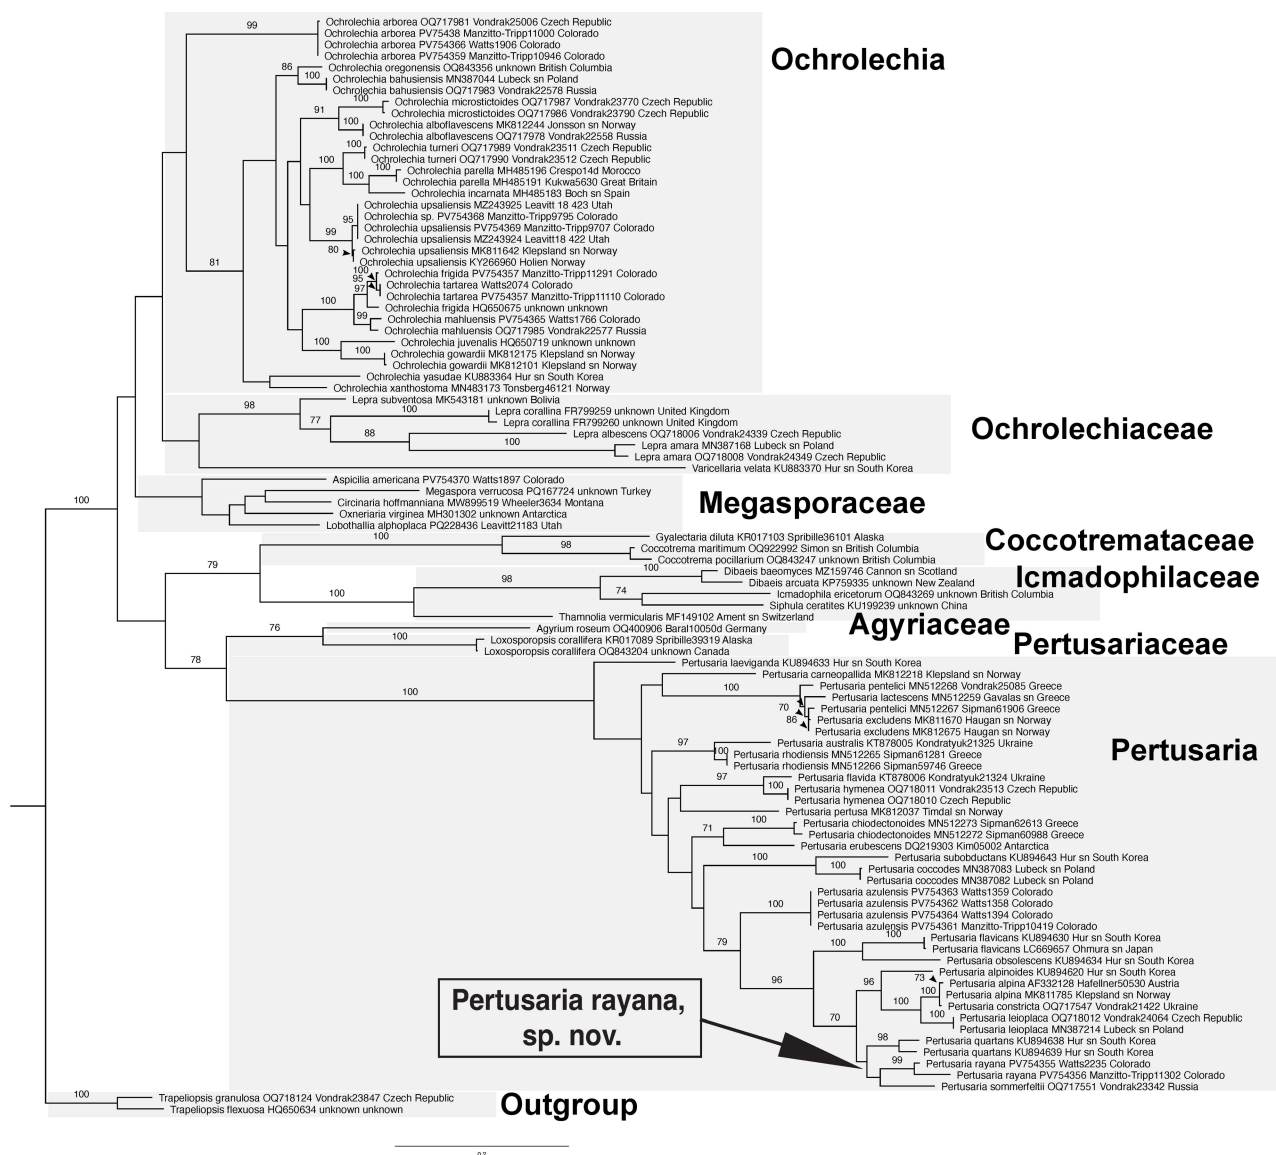 99
Ochrolechia arborea OQ717981 Vondrak25006 Czech Republic
Ochrolechia arborea PV75438 Manzitto-Tripp11000 Colorado
Ochrolechia arborea PV754366 Watts1906 Colorado
Ochrolechia arborea PV754359 Manzitto-Tripp10946 Colorado
Ochrolechia
86
Ochrolechia oregonensis OQ843356 unknown British Columbia
100
Ochrolechia bahusiensis MN387044 Lubeck sn Poland
Ochrolechia bahusiensis OQ717983 Vondrak22578 Russia
91
100
Ochrolechia microstictoides OQ717987 Vondrak23770 Czech Republic
Ochrolechia microstictoides OQ717986 Vondrak23790 Czech Republic
100
Ochrolechia alboflavescens MK812244 Jonsson sn Norway
Ochrolechia alboflavescens OQ717978 Vondrak22558 Russia
100
100
Ochrolechia turneri OQ717989 Vondrak23511 Czech Republic
Ochrolechia turneri OQ717990 Vondrak23512 Czech Republic
100
100
Ochrolechia parella MH485196 Crespo14d Morocco
Ochrolechia parella MH485191 Kukwa5630 Great Britain
Ochrolechia incarnata MH485183 Boch sn Spain
99
95
Ochrolechia upsaliensis MZ243925 Leavitt 18 423 Utah
Ochrolechia sp. PV754368 Manzitto-Tripp9795 Colorado
Ochrolechia upsaliensis PV754369 Manzitto-Tripp9707 Colorado
Ochrolechia upsaliensis MZ243924 Leavitt18 422 Utah
80
Ochrolechia upsaliensis MK811642 Klepsland sn Norway
Ochrolechia upsaliensis KY266960 Holien Norway
81
100
95
97
Ochrolechia frigida PV754357 Manzitto-Tripp11291 Colorado
Ochrolechia tartarea Watts2074 Colorado
Ochrolechia tartarea PV754357 Manzitto-Tripp11110 Colorado
100
Ochrolechia frigida HQ650675 unknown unknown
99
Ochrolechia mahluensis PV754365 Watts1766 Colorado
Ochrolechia mahluensis OQ717985 Vondrak22577 Russia
100
Ochrolechia juvenalis HQ650719 unknown unknown
100
Ochrolechia gowardii MK812175 Klepsland sn Norway
Ochrolechia gowardii MK812101 Klepsland sn Norway
Ochrolechia yasudae KU883364 Hur sn South Korea
Ochrolechia xanthostoma MN483173 Tonsberg46121 Norway
98
Lepra subventosa MK543181 unknown Bolivia
77
100
Lepra corallina FR799259 unknown United Kingdom
Lepra corallina FR799260 unknown United Kingdom
Ochrolechiaceae
88
Lepra albescens OQ718006 Vondrak24339 Czech Republic
100
Lepra amara MN387168 Lubeck sn Poland
Lepra amara OQ718008 Vondrak24349 Czech Republic
Varicellaria velata KU883370 Hur sn South Korea
Aspicilia americana PV754370 Watts1897 Colorado
Megaspora verrucosa PQ167724 unknown Turkey
Circinaria hoffmanniana MW899519 Wheeler3634 Montana
Oxneriaria virginea MH301302 unknown Antarctica
Lobothallia alphoplaca PQ228436 Leavitt21183 Utah
Megasporaceae
100
79
100
Gyalectaria diluta KR017103 Spribille36101 Alaska
98
Coccotrema maritimum OQ922992 Simon sn British Columbia
Coccotrema pocillarium OQ843247 unknown British Columbia
Coccotremataceae
100
98
100
Dibaeis baeomyces MZ159746 Cannon sn Scotland
Dibaeis arcuata KP759335 unknown New Zealand
74
Icmadophila ericetorum OQ843269 unknown British Columbia
Siphula ceratites KU199239 unknown China
Thamnolia vermicularis MF149102 Ament sn Switzerland
Icmadophilaceae
78
76
Agyrium roseum OQ400906 Baral10050d Germany
Agyriaceae
100
Loxosporopsis corallifera KR017089 Spribille39319 Alaska
Loxosporopsis corallifera OQ843204 unknown Canada
Pertusariaceae
100
Pertusaria laeviganda KU894633 Hur sn South Korea
Pertusaria carneopallida MK812218 Klepsland sn Norway
100
Pertusaria pentelici MN512268 Vondrak25085 Greece
Pertusaria lactescens MN512259 Gavalas sn Greece
70
Pertusaria pentelici MN512267 Sipman61906 Greece
86
Pertusaria excludens MK811670 Haugan sn Norway
Pertusaria excludens MK812675 Haugan sn Norway
97
Pertusaria australis KT878005 Kondratyuk21325 Ukraine
100
Pertusaria rhodiensis MN512265 Sipman61281 Greece
Pertusaria rhodiensis MN512266 Sipman59746 Greece
Pertusaria
97
Pertusaria flavida KT878006 Kondratyuk21324 Ukraine
100
Pertusaria hymenea OQ718011 Vondrak23513 Czech Republic
Pertusaria hymenea OQ718010 Czech Republic
Pertusaria pertusa MK812037 Timdal sn Norway
71
100
Pertusaria chiodectonoides MN512273 Sipman62613 Greece
Pertusaria chiodectonoides MN512272 Sipman60988 Greece
Pertusaria erubescens DQ219303 Kim05002 Antarctica
100
Pertusaria subobductans KU894643 Hur sn South Korea
100
Pertusaria coccodes MN387083 Lubeck sn Poland
Pertusaria coccodes MN387082 Lubeck sn Poland
79
100
Pertusaria azulensis PV754363 Watts1359 Colorado
Pertusaria azulensis PV754362 Watts1358 Colorado
Pertusaria azulensis PV754364 Watts1394 Colorado
Pertusaria azulensis PV754361 Manzitto-Tripp10419 Colorado
96
100
100
Pertusaria flavicans KU894630 Hur sn South Korea
Pertusaria flavicans LC669657 Ohmura sn Japan
Pertusaria obsolescens KU894634 Hur sn South Korea
70
96
Pertusaria alpinoides KU894620 Hur sn South Korea
73
Pertusaria alpina AF332128 Hafellner50530 Austria
100
100
Pertusaria alpina MK811785 Klepsland sn Norway
Pertusaria constricta OQ717547 Vondrak21422 Ukraine
100
Pertusaria leioplaca OQ718012 Vondrak24064 Czech Republic
Pertusaria leioplaca MN387214 Lubeck sn Poland
98
Pertusaria quartans KU894638 Hur sn South Korea
Pertusaria quartans KU894639 Hur sn South Korea
99
Pertusaria rayana PV754355 Watts2235 Colorado
Pertusaria rayana PV754356 Manzitto-Tripp11302 Colorado
Pertusaria sommerfeltii OQ717551 Vondrak23342 Russia
Pertusaria rayana,
sp. nov.
100
Trapeliopsis granulosa OQ718124 Vondrak23847 Czech Republic
Trapeliopsis flexuosa HQ650634 unknown unknown
Outgroup